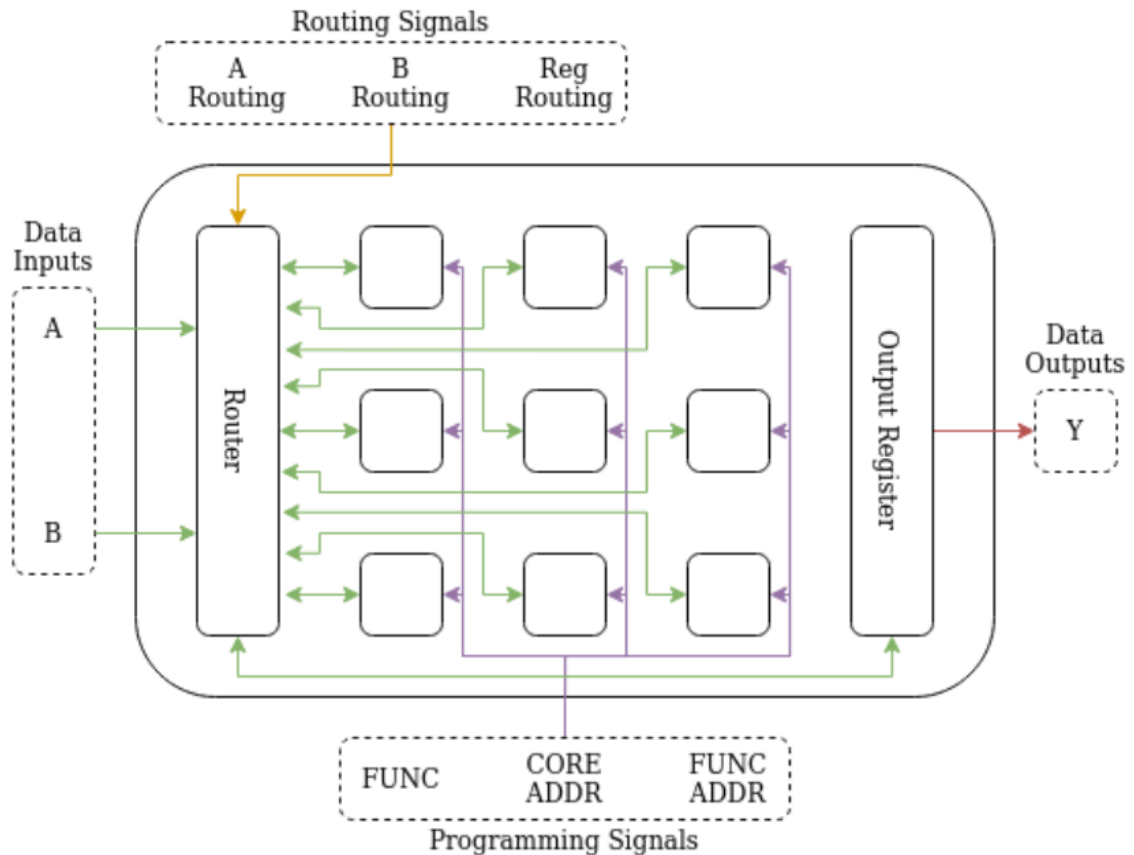 Routing Signals
A
Routing
B
Routing
Reg
Routing
Data
Inputs
A
B
Router
Output Register
Data
Outputs
Y
FUNC
CORE
ADDR
FUNC
ADDR
Programming Signals